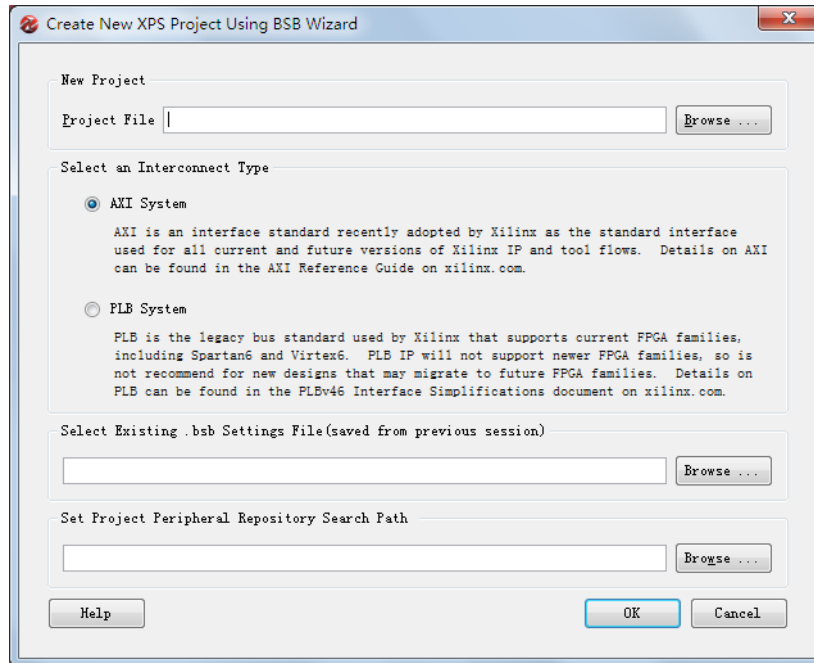 Create New XPS Project Using BSB Wizard
New Project
Project File
Browse ...
Select an Interconnect Type
AXI System
AXI is an interface standard recently adopted by Xilinx as the standard interface
used for all current and future versions of Xilinx IP and tool flows. Details on AXI
can be found in the AXI Reference Guide on xilinx.com.
PLB System
PLB is the legacy bus standard used by Xilinx that supports current FPGA families,
including Spartan6 and Virtex6. PLB IP will not support newer FPGA families, so is
not recommend for new designs that may migrate to future FPGA families. Details on
PLB can be found in the PLBv46 Interface Simplifications document on xilinx.com.
Select Existing .bsb Settings File(saved from previous session)
Browse ...
Set Project Peripheral Repository Search Path
Browse ...
Help
OK
Cancel